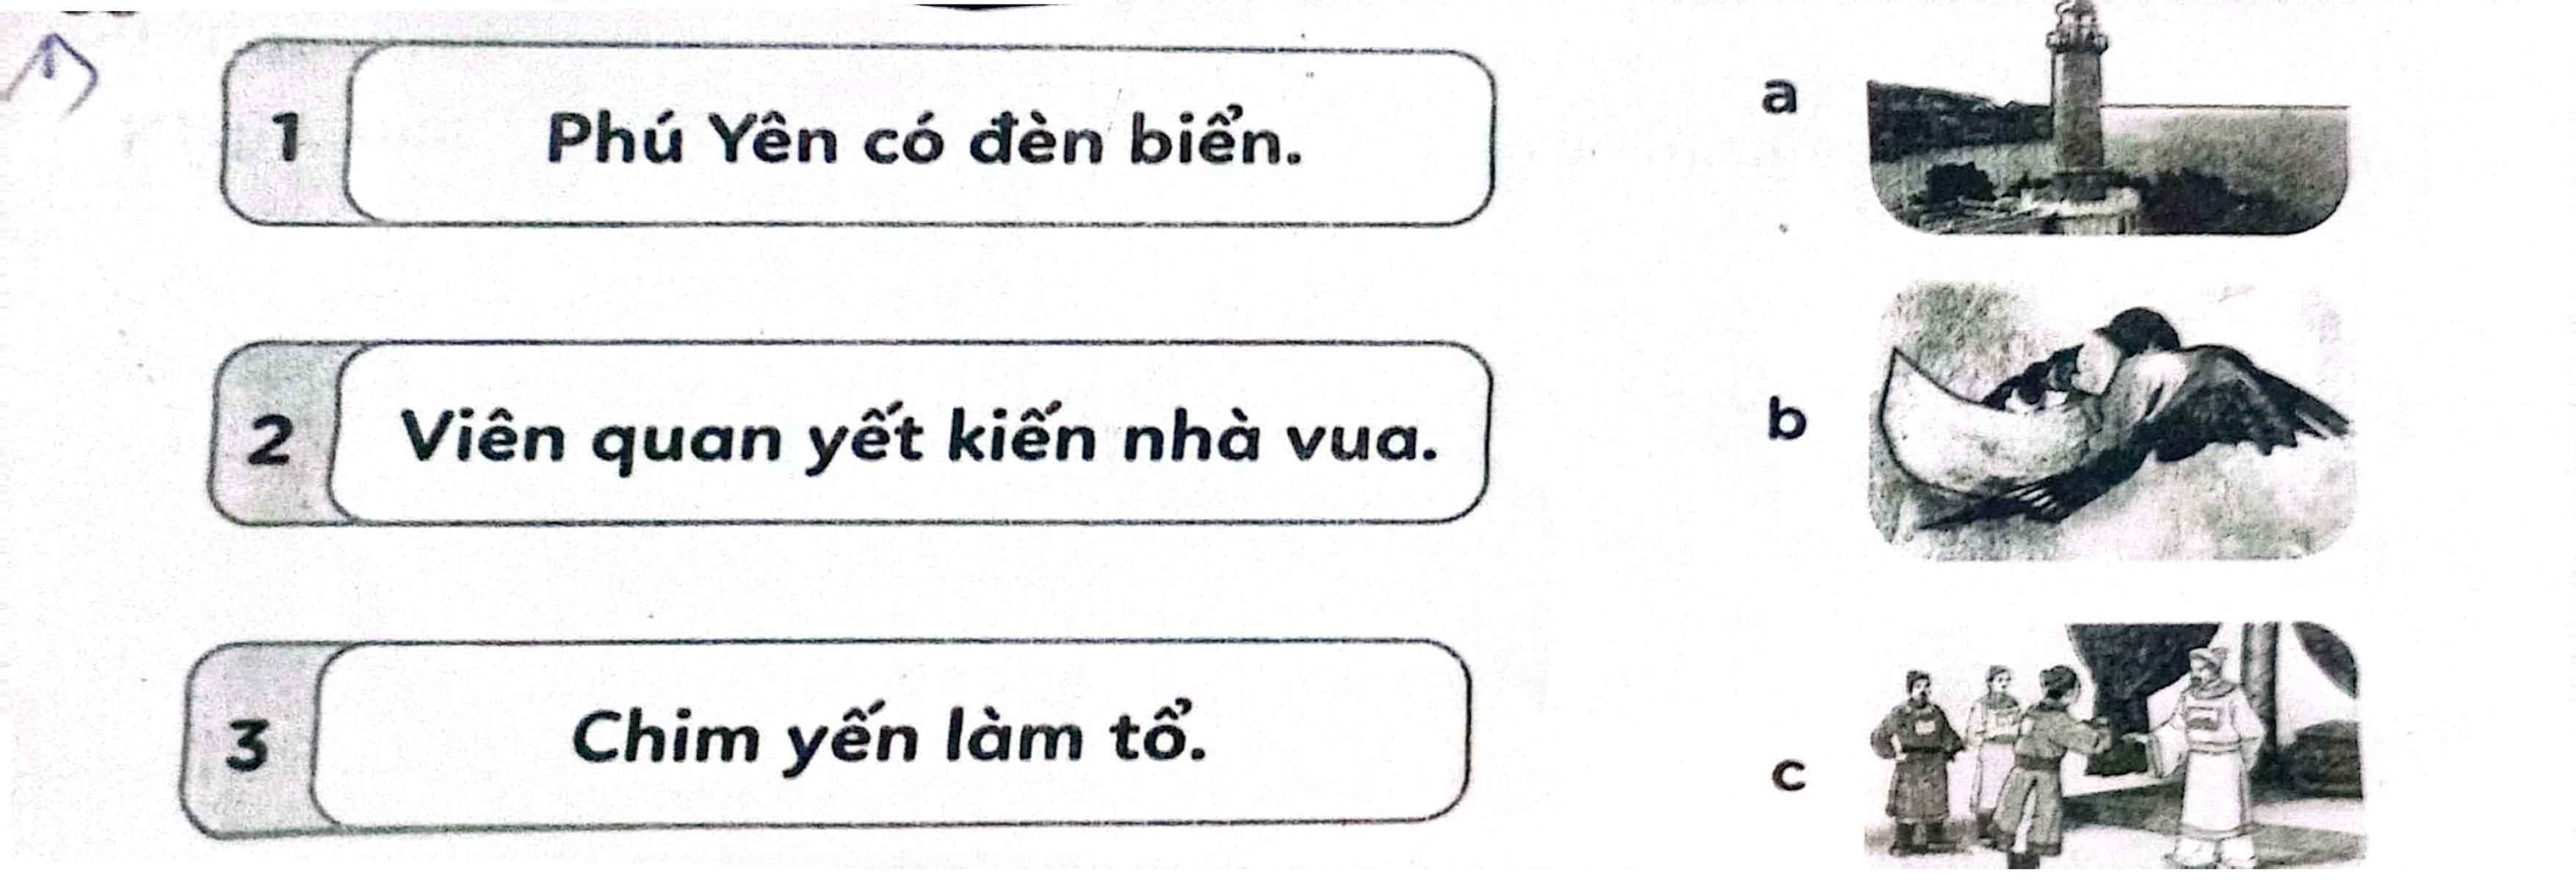 1 Phú Yên có đèn biển.
a
2 Viên quan yết kiến nhà vua.
b
3 Chim yến làm tổ.
c